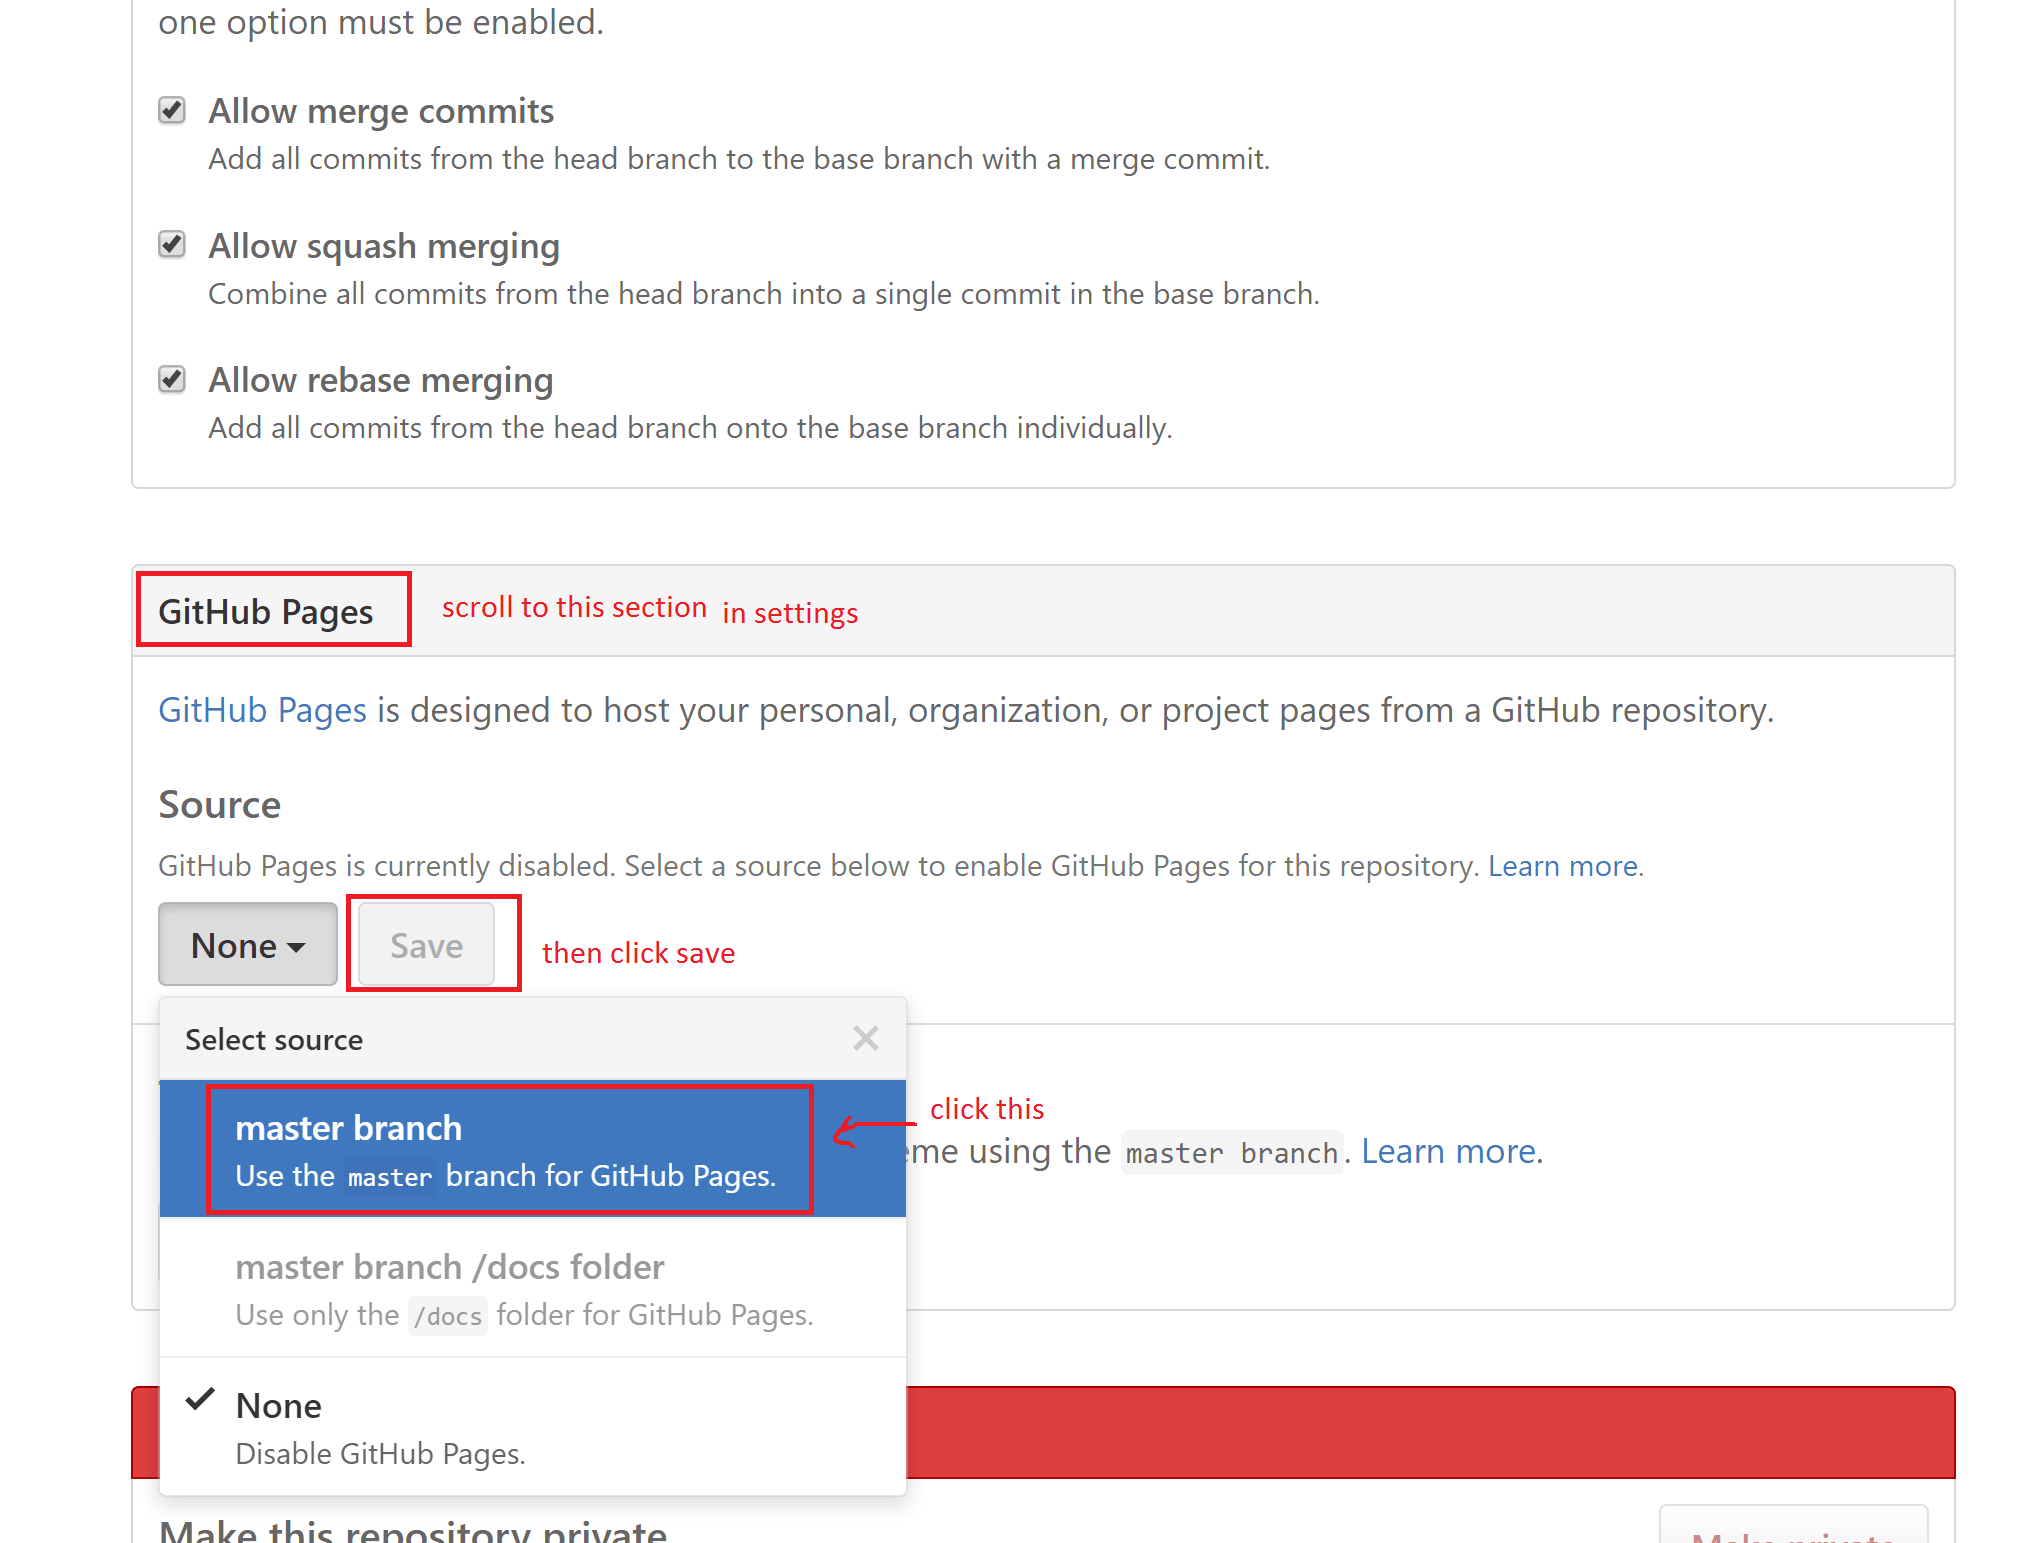 one option must be enabled.
Allow merge commits
Add all commits from the head branch to the base branch with a merge commit.
Allow squash merging
Combine all commits from the head branch into a single commit in the base branch.
Allow rebase merging
Add all commits from the head branch onto the base branch individually.
GitHub Pages scroll to this section in settings
GitHub Pages is designed to host your personal, organization, or project pages from a GitHub repository.
Source
GitHub Pages is currently disabled. Select a source below to enable GitHub Pages for this repository. Learn more.
None Save then click save
Select source
master branch click this
eme using the master branch. Learn more.
Use the master branch for GitHub Pages.
master branch /docs folder
Use only the /docs folder for GitHub Pages.
None
Disable GitHub Pages.
Make this repository private
Make private